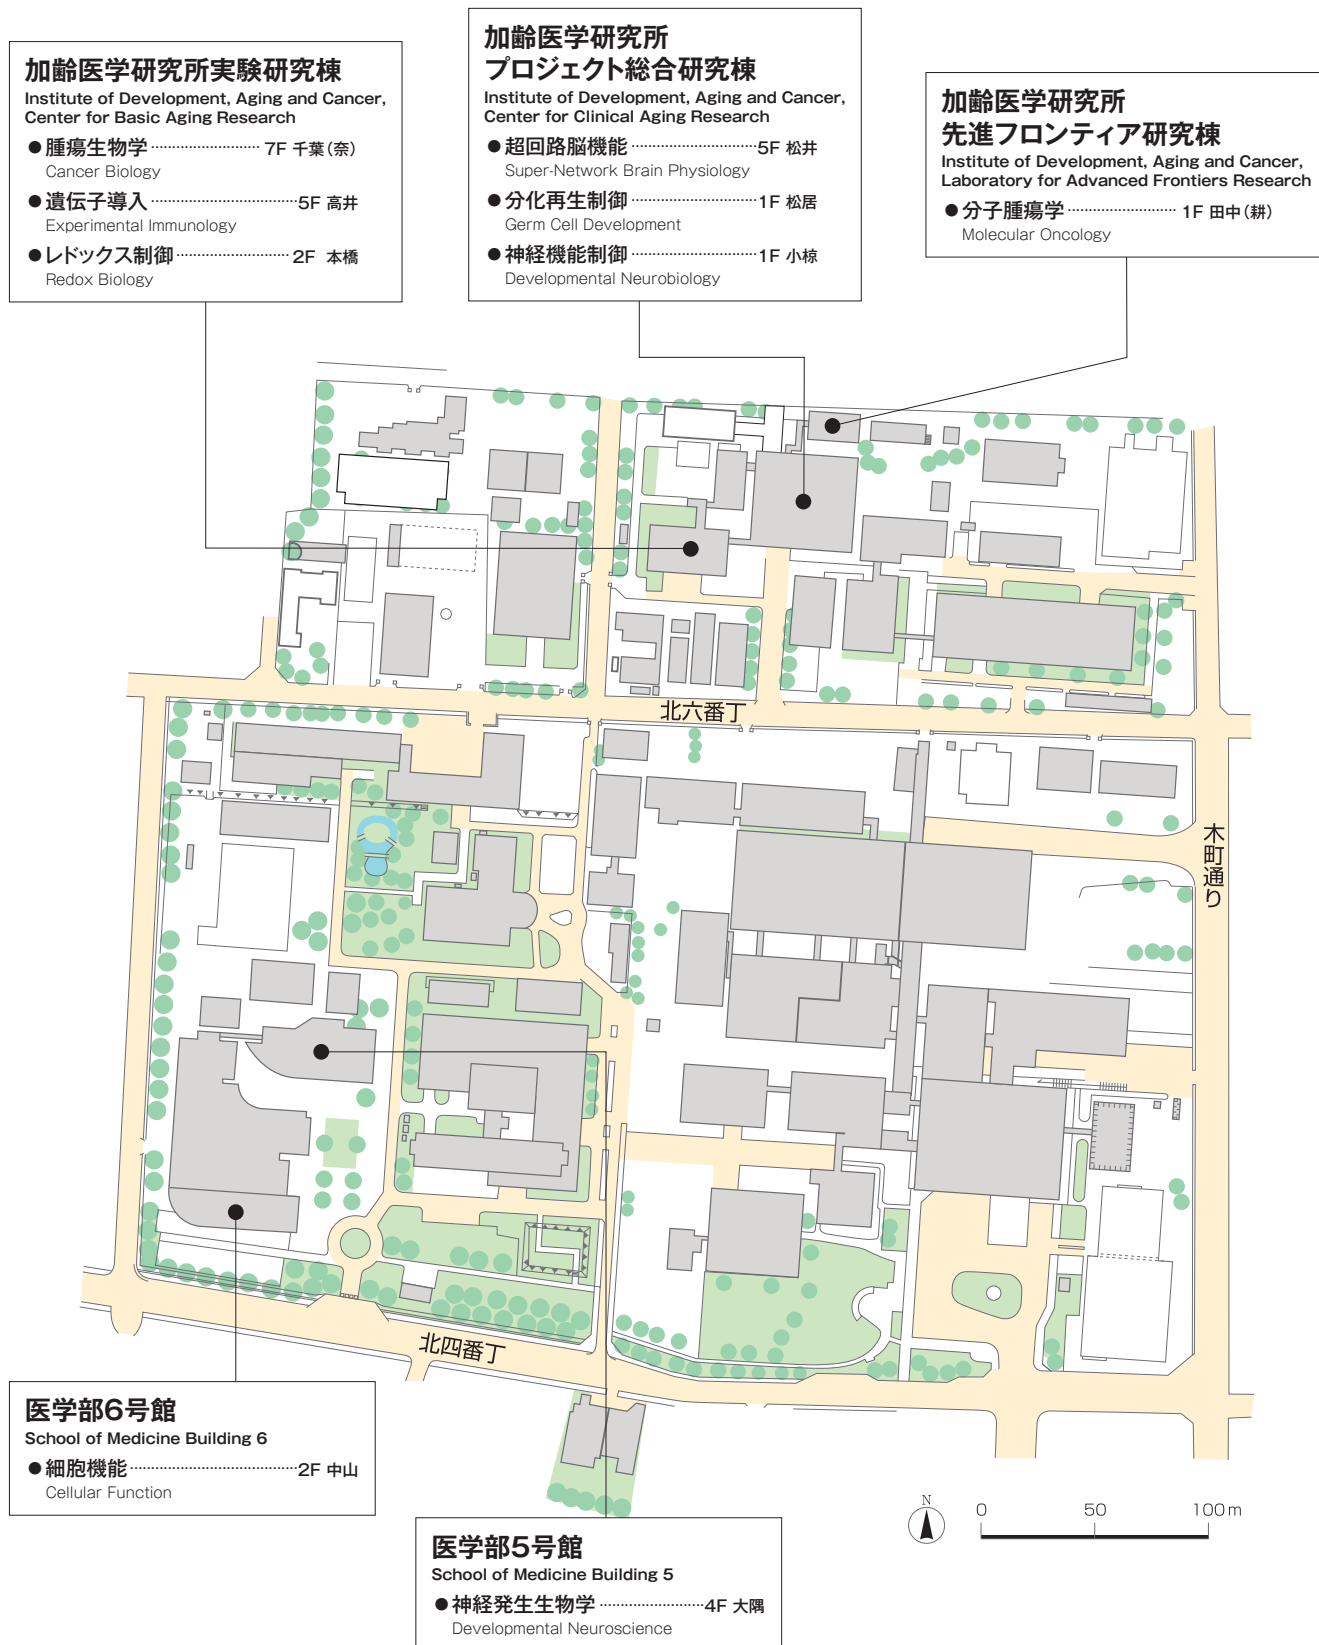 加齢医学研究所実験研究棟
Institute of Development, Aging and Cancer,
Center for Basic Aging Research
●腫瘍生物学 ........................ 7F 千葉(奈)
Cancer Biology
●遺伝子導入 ................................ 5F 高井
Experimental Immunology
●レドックス制御 ......................... 2F 本橋
Redox Biology
加齢医学研究所
プロジェクト総合研究棟
Institute of Development, Aging and Cancer,
Center for Clinical Aging Research
●超回路脳機能 ............................ 5F 松井
Super-Network Brain Physiology
●分化再生制御 ............................ 1F 松居
Germ Cell Development
●神経機能制御 ............................ 1F 小椋
Developmental Neurobiology
加齢医学研究所
先進フロンティア研究棟
Institute of Development, Aging and Cancer,
Laboratory for Advanced Frontiers Research
●分子腫瘍学 ........................ 1F 田中(耕)
Molecular Oncology
北六番丁
木町通り
北四番丁
医学部6号館
School of Medicine Building 6
●細胞機能 ..................................... 2F 中山
Cellular Function
医学部5号館
School of Medicine Building 5
●神経発生生物学 ....................... 4F 大隅
Developmental Neuroscience
N
0 50 100m